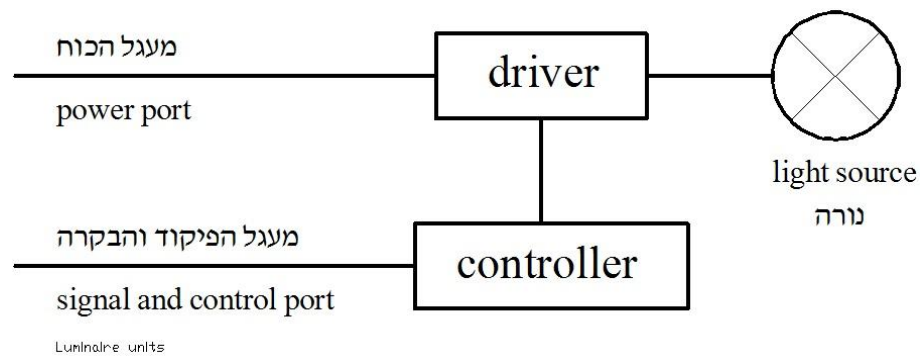 מעגל הכוח
driver
power port
light source
נורה
מעגל הפיקוד והבקרה
controller
signal and control port
Luminaire units